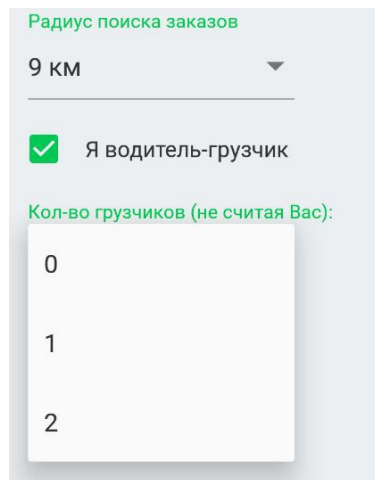 Радиус поиска заказов
9 км
Я водитель-грузчик
Кол-во грузчиков (не считая Вас):
0
1
2